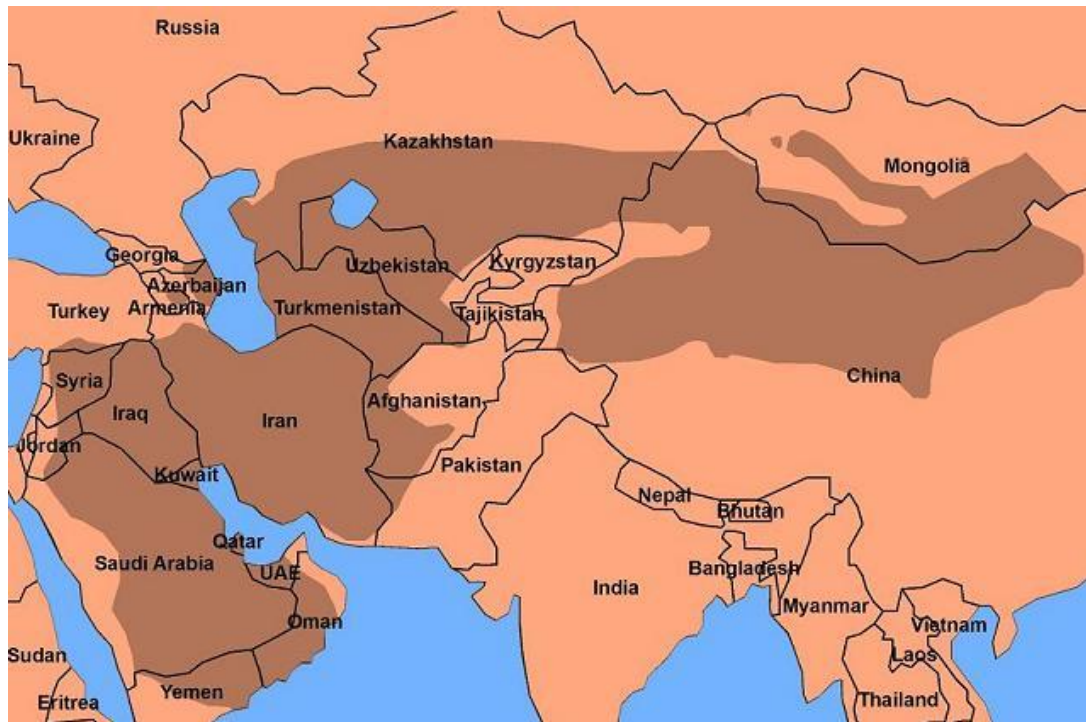 Russia
Ukraine
Kazakhstan
Mongolia
Georgia
Uzbekistan
Kyrgyzstan
Azerbaijan
Turkey
Armenia
Turkmenistan
Tajikistan
China
Syria
Iraq
Iran
Afghanistan
Jordan
Kuwait
Pakistan
Nepal
Bhutan
Qatar
Saudi Arabia
UAE
India
Bangladesh
Myanmar
Oman
Vietnam
Sudan
Laos
Yemen
Eritrea
Thailand